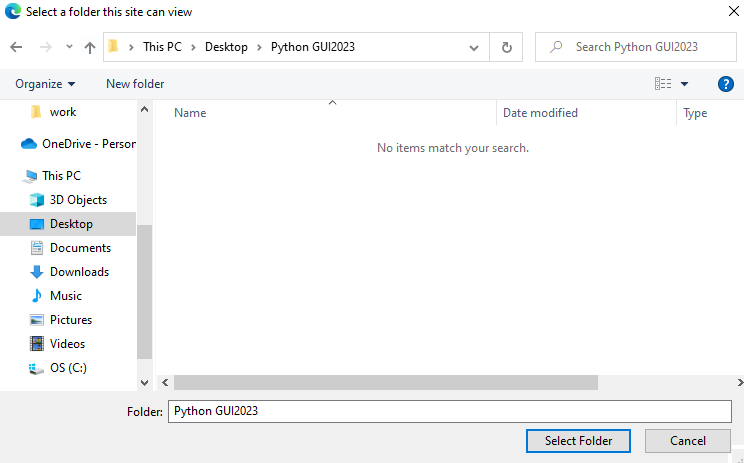 Select a folder this site can view
This PC > Desktop > Python GUI2023
Search Python GUI2023
Organize
New folder
Name
Date modified
Type
No items match your search.
work
OneDrive - Person
This PC
3D Objects
Desktop
Documents
Downloads
Music
Pictures
Videos
OS (C:)
Folder: Python GUI2023
Select Folder
Cancel